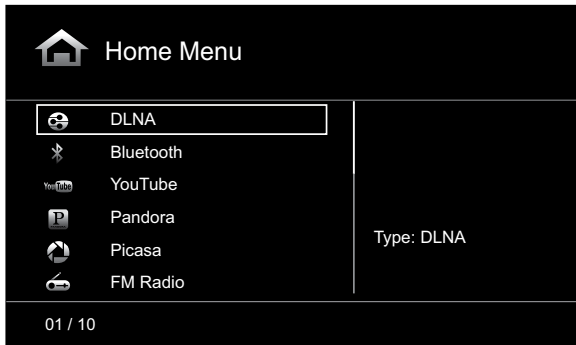 Home Menu
DLNA
Bluetooth
YouTube YouTube
P Pandora
Picasa
FM Radio
Type: DLNA
01 / 10